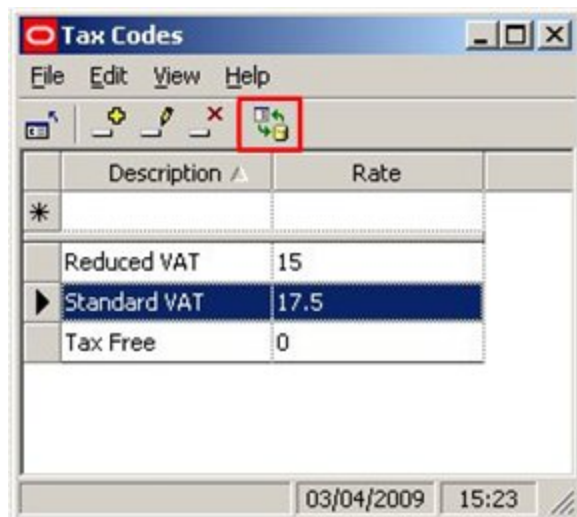 Tax Codes
File Edit View Help
Description Rate
Reduced VAT 15
Standard VAT 17.5
Tax Free 0
03/04/2009 15:23